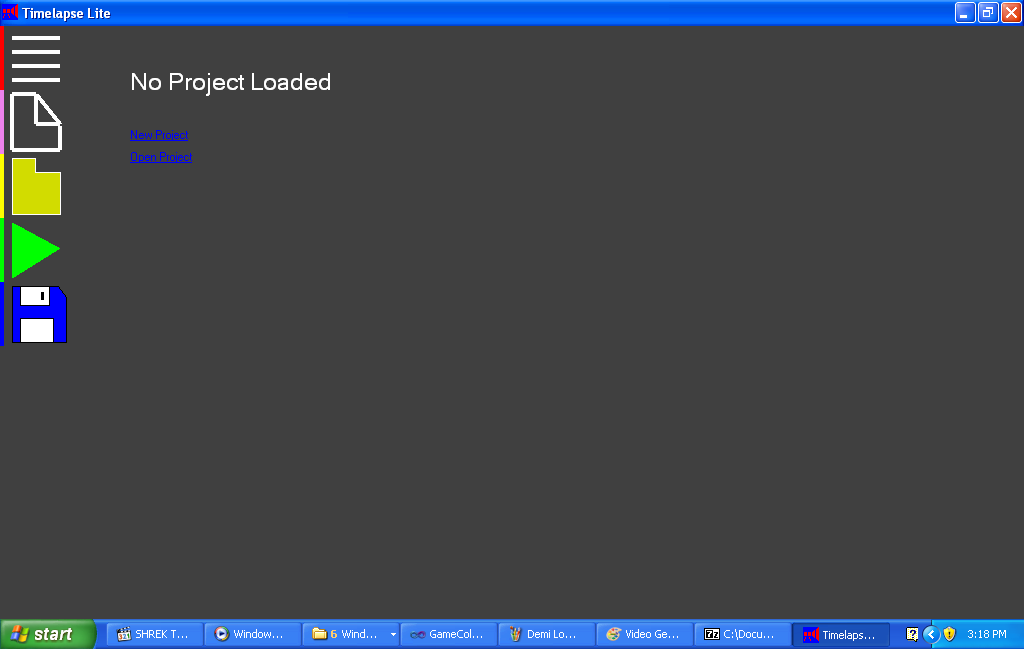 Timelapse Lite
No Project Loaded
New Project
Open Project
start
SHREK T...
Window...
6 Wind...
GameCol...
Demi Lo...
Video Ge...
7z C:\Docu...
Timelaps...
3:18 PM